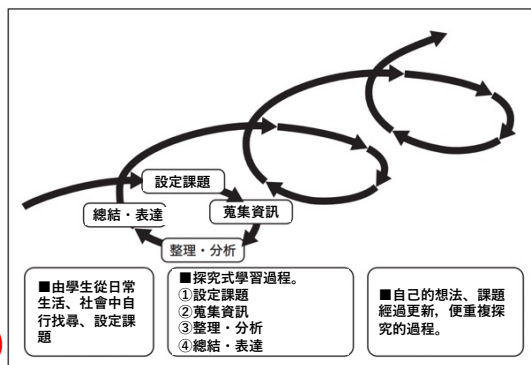 設定課題
蒐集資訊
整理・分析
總結・表達
■由學生從日常
生活、社會中自
行找尋、設定課
題
■探究式學習過程。
①設定課題
②蒐集資訊
③整理・分析
④總結・表達
■自己的想法、課題
經過更新，便重複探
究的過程。